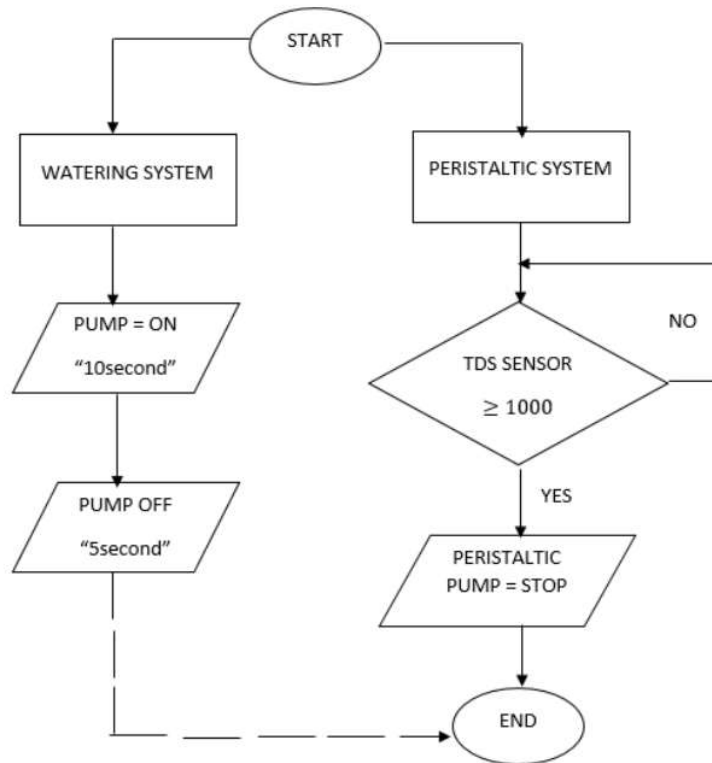 START
WATERING SYSTEM
PERISTALTIC SYSTEM
PUMP = ON
“10second”
NO
TDS SENSOR
≥ 1000
PUMP OFF
“5second”
YES
PERISTALTIC
PUMP = STOP
END